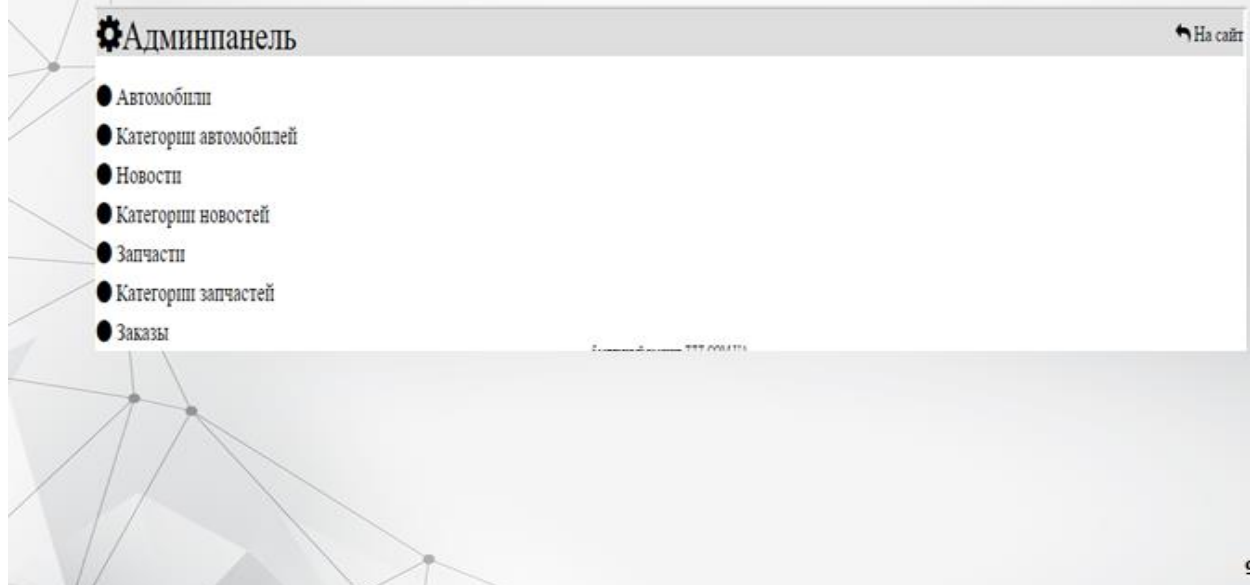 Админпанель
На сайт
Автомобили
Категории автомобилей
Новости
Категории новостей
Запчасти
Категории запчастей
Заказы